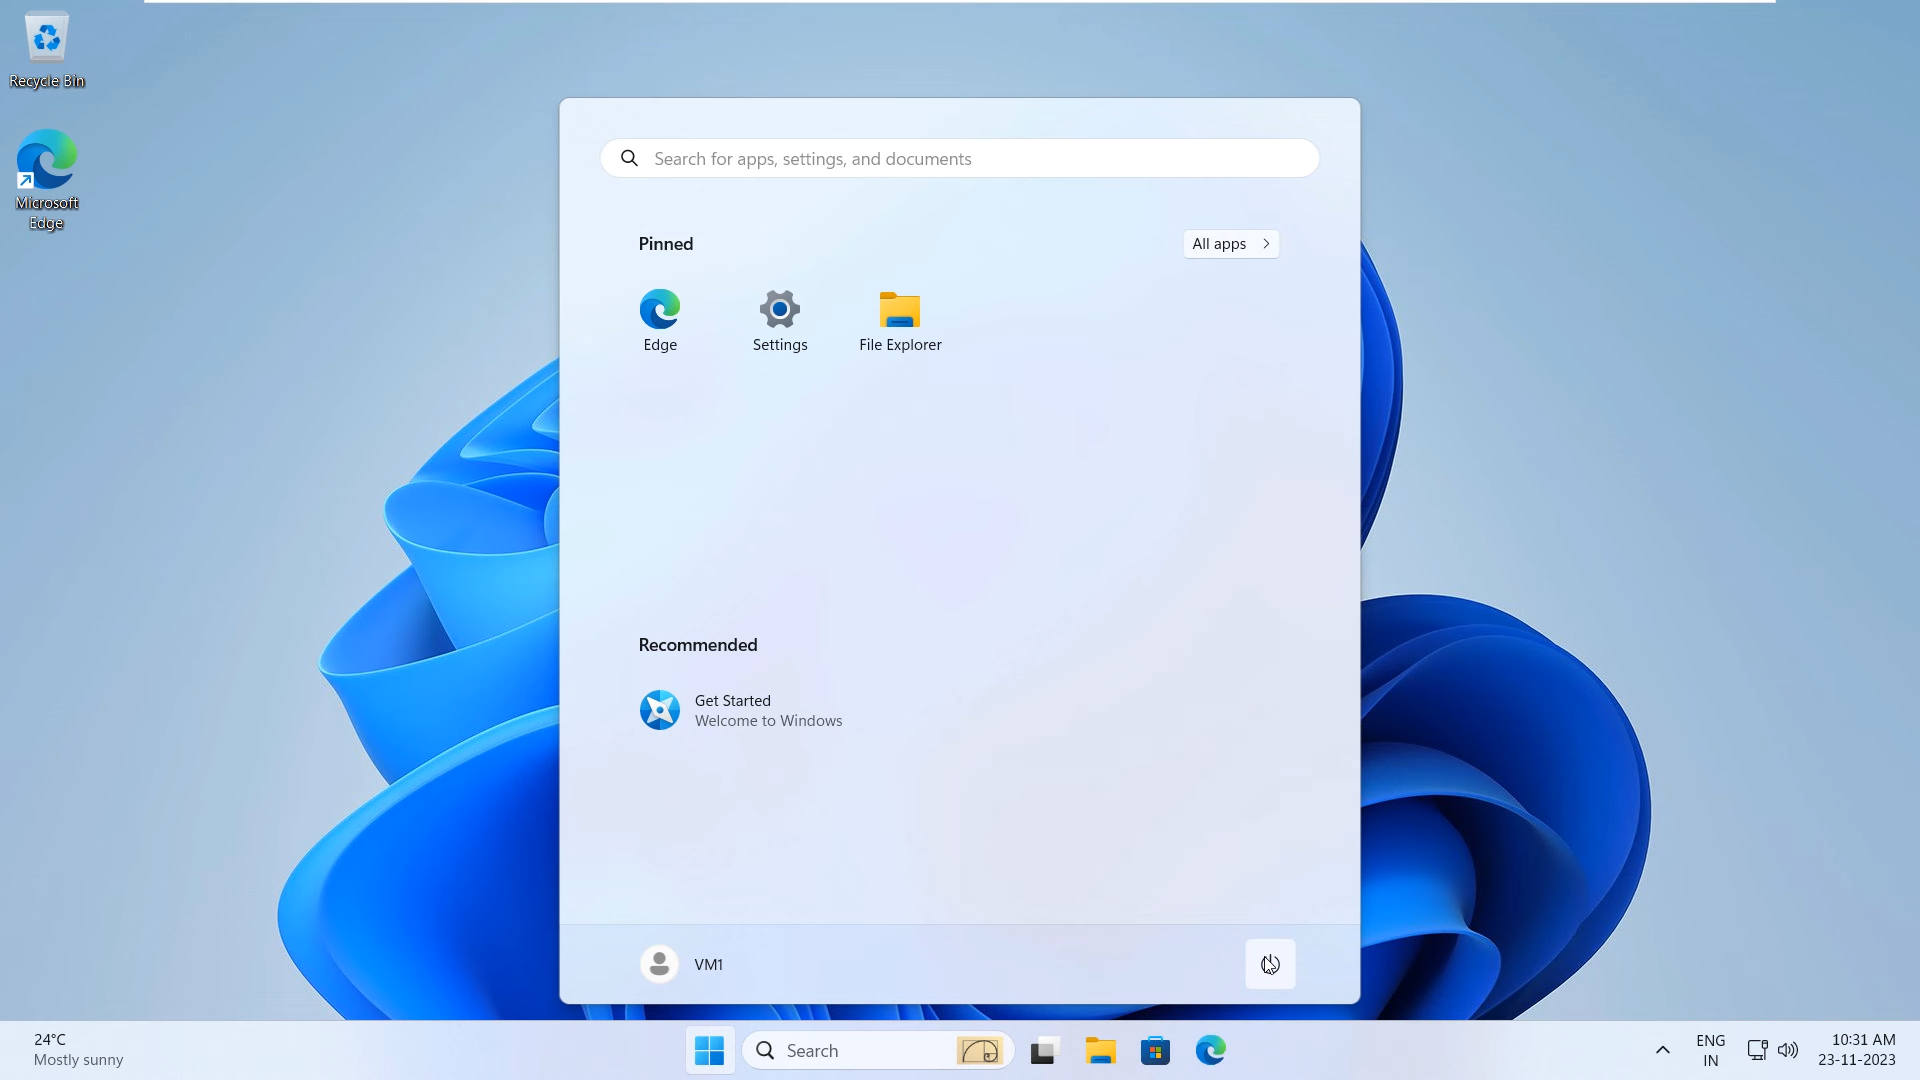 Recycle Bin
Microsoft
Edge
Search for apps, settings, and documents
Pinned
All apps
Edge
Settings
File Explorer
Recommended
Get Started
Welcome to Windows
VM1
24°C
Mostly sunny
Search
ENG
IN
10:31 AM
23-11-2023